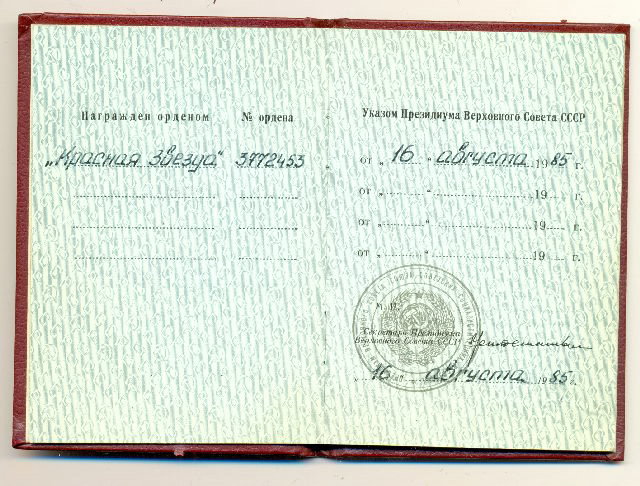 Награжден орденом № ордена
„Красная Звезда“ 3772453
Указом Президиума Верховного Совета СССР
от „ 16 “ августа 1985 г.
от „ “ 19 г.
от „ “ 19 г.
от „ “ 19 г.
М. П.
Секретарь Президиума
Верховного Совета СССР
„16 августа 1985 г.